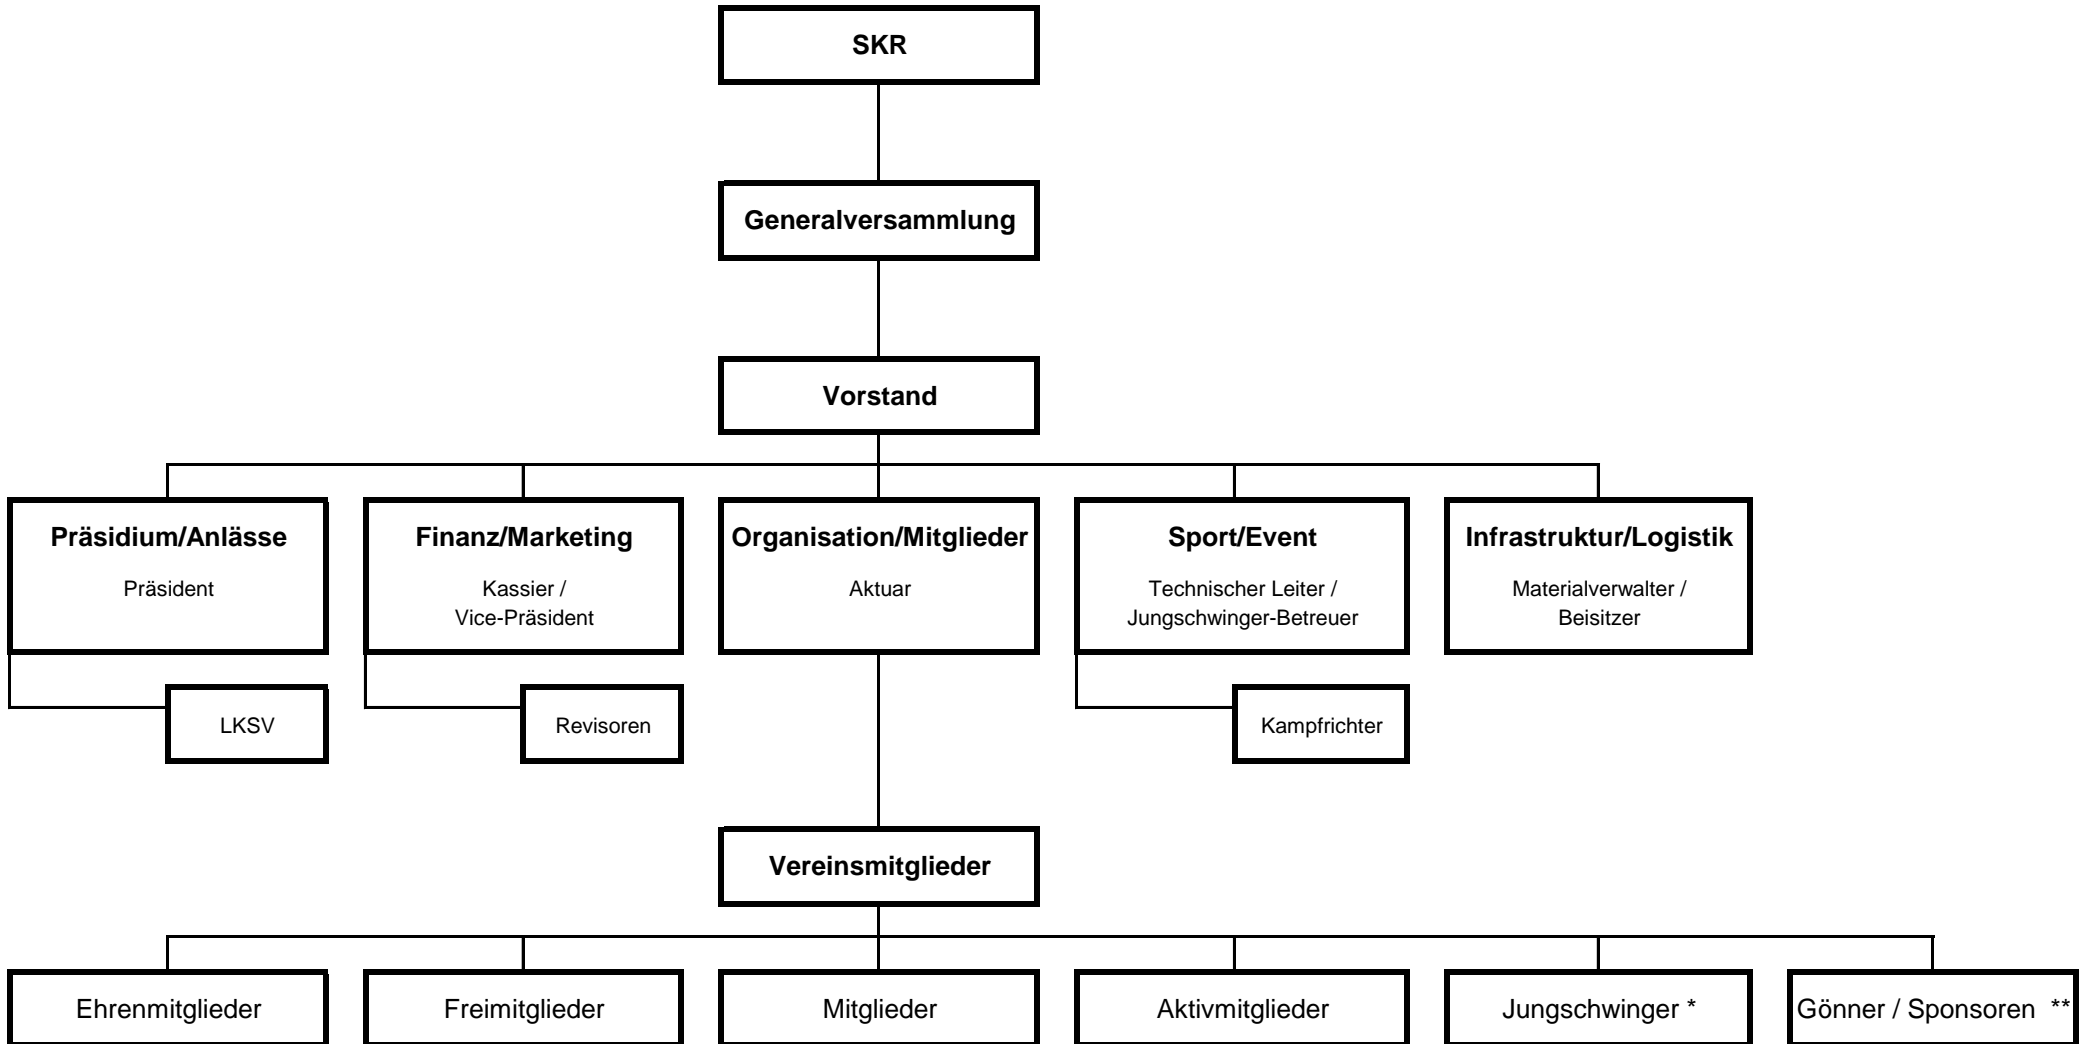 SKR
Generalversammlung
Vorstand
Präsidium/Anlässe
Präsident
Finanz/Marketing
Kassier /
Vice-Präsident
Organisation/Mitglieder
Aktuar
Sport/Event
Technischer Leiter /
Jungschwinger-Betreuer
Infrastruktur/Logistik
Materialverwalter /
Beisitzer
LKSV
Revisoren
Kampfrichter
Vereinsmitglieder
Ehrenmitglieder
Freimitglieder
Mitglieder
Aktivmitglieder
Jungschwinger *
Gönner / Sponsoren **